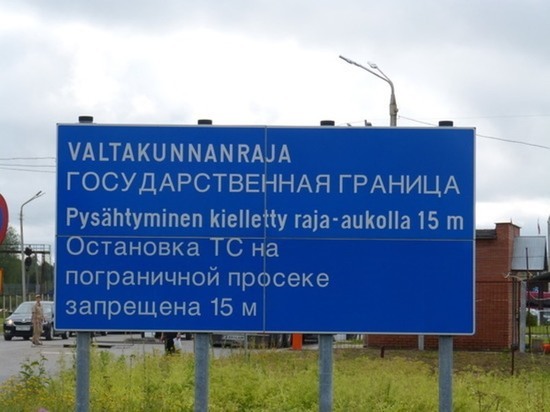 VALTAKUNNANRAJA
ГОСУДАРСТВЕННАЯ ГРАНИЦА
Pysähtyminen kielletty raja-aukolla 15 m
Остановка ТС на
пограничной просеке
запрещена 15 м